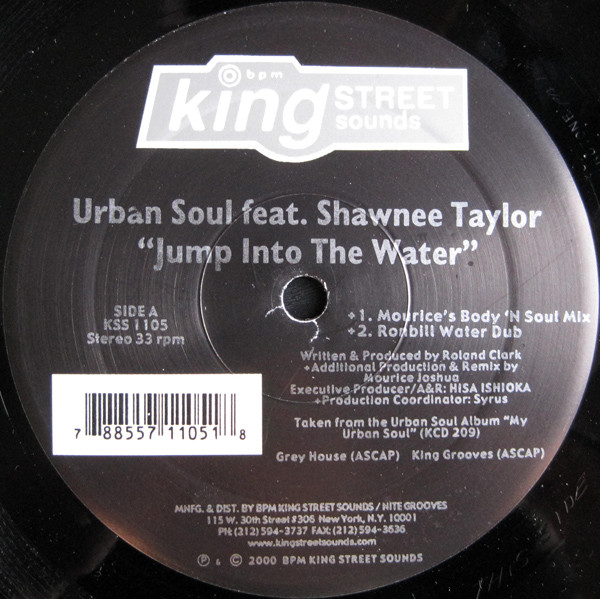 bpm
king STREET
sounds
Urban Soul feat. Shawnee Taylor
"Jump Into The Water"
SIDE A
KSS 1105
Stereo 33 rpm
+1. Mourice's Body 'N Soul Mix
+2. Ronbill Water Dub
Written & Produced by Roland Clark
+Additional Production & Remix by
Mourice Joshua
Executive Producer/A&R: HISA ISHIOKA
+Production Coordinator: Syrus
Taken from the Urban Soul Album "My
Urban Soul" (KCD 209)
Grey House (ASCAP) King Grooves (ASCAP)
7 88557 11051 8
MNFG. & DIST. BY BPM KING STREET SOUNDS / NITE GROOVES
115 W. 30th Street #306 New York, N.Y. 10001
PH: (212) 594-3737 FAX: (212) 594-3636
www.kingstreetsounds.com
℗ & © 2000 BPM KING STREET SOUNDS